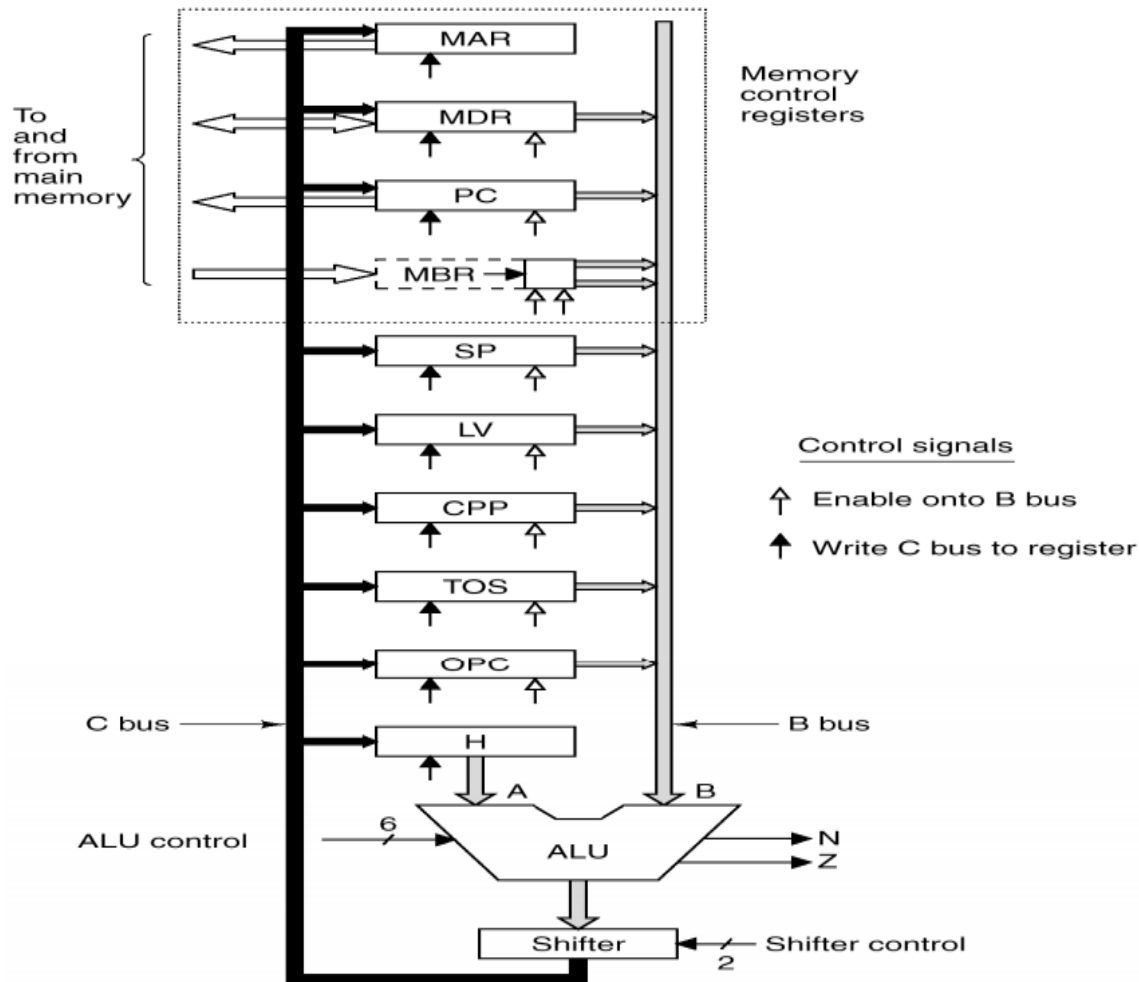 MAR
To
and
from
main
memory
Memory
control
registers
MDR
PC
MBR
SP
LV
CPP
TOS
OPC
H
Control signals
Enable onto B bus
Write C bus to register
C bus
B bus
A
B
6
ALU control
ALU
N
Z
Shifter
2
Shifter control